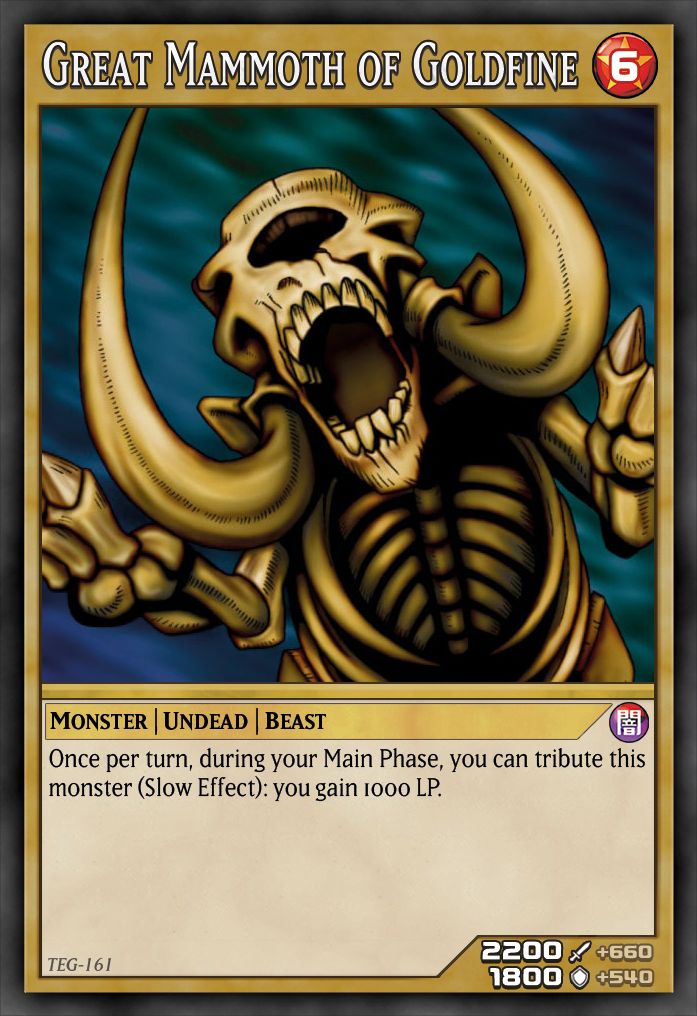 Great Mammoth of Goldfine 6
Monster | Undead | Beast 闇
Once per turn, during your Main Phase, you can tribute this
monster (Slow Effect): you gain 1000 LP.
TEG-161
2200 +660
1800 +540